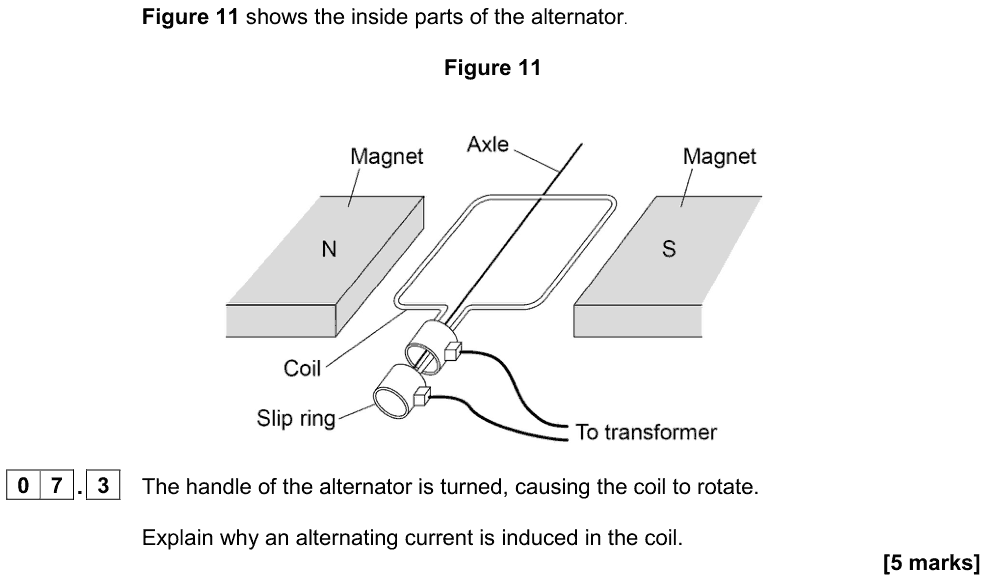 Figure 11 shows the inside parts of the alternator.
Figure 11
Axle
Magnet
Magnet
N
S
Coil
Slip ring
To transformer
0 7 . 3 The handle of the alternator is turned, causing the coil to rotate.
Explain why an alternating current is induced in the coil.
[5 marks]